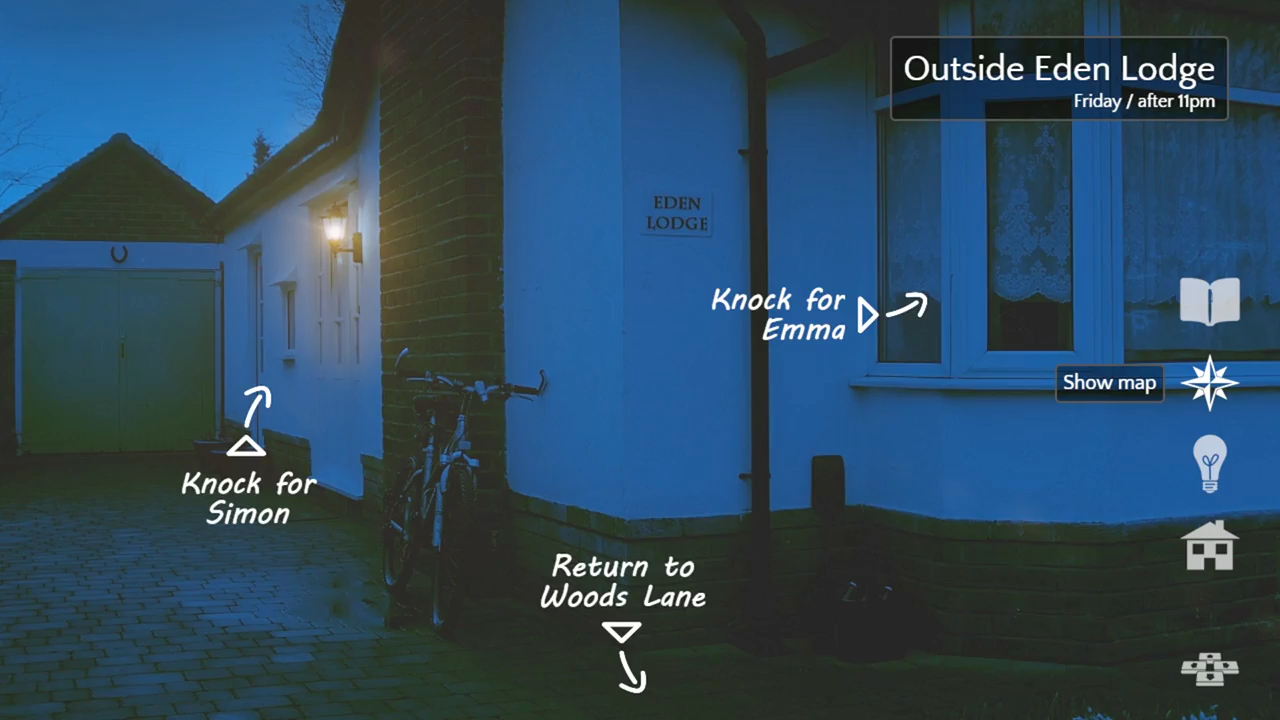 Outside Eden Lodge
Friday / after 11pm
EDEN
LODGE
Knock for
Emma
Show map
Knock for
Simon
Return to
Woods Lane